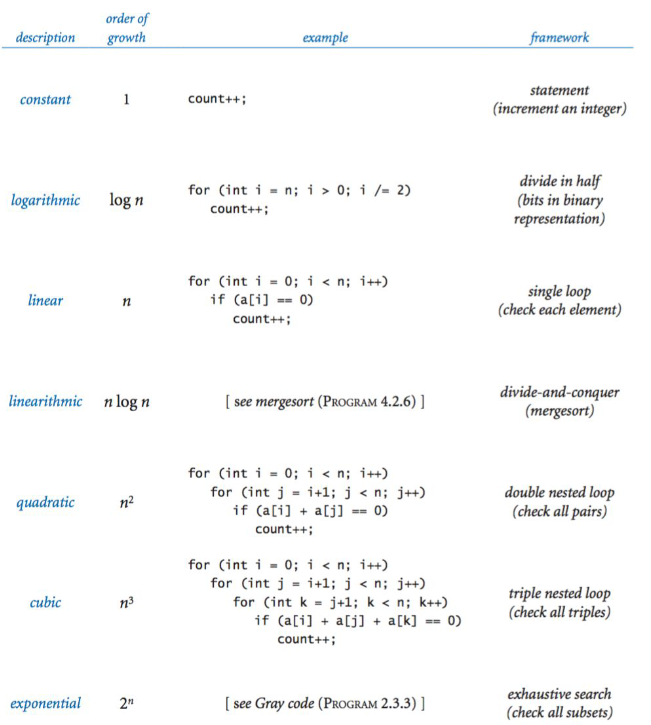 description order of growth example framework
constant 1 count++; statement
(increment an integer)
logarithmic log n for (int i = n; i > 0; i /= 2)
count++;
divide in half
(bits in binary
representation)
linear n for (int i = 0; i < n; i++)
if (a[i] == 0)
count++;
single loop
(check each element)
linearithmic n log n [ see mergesort (PROGRAM 4.2.6) ] divide-and-conquer
(mergesort)
quadratic n² for (int i = 0; i < n; i++)
for (int j = i+1; j < n; j++)
if (a[i] + a[j] == 0)
count++;
double nested loop
(check all pairs)
cubic n³ for (int i = 0; i < n; i++)
for (int j = i+1; j < n; j++)
for (int k = j+1; k < n; k++)
if (a[i] + a[j] + a[k] == 0)
count++;
triple nested loop
(check all triples)
exponential 2ⁿ [ see Gray code (PROGRAM 2.3.3) ] exhaustive search
(check all subsets)